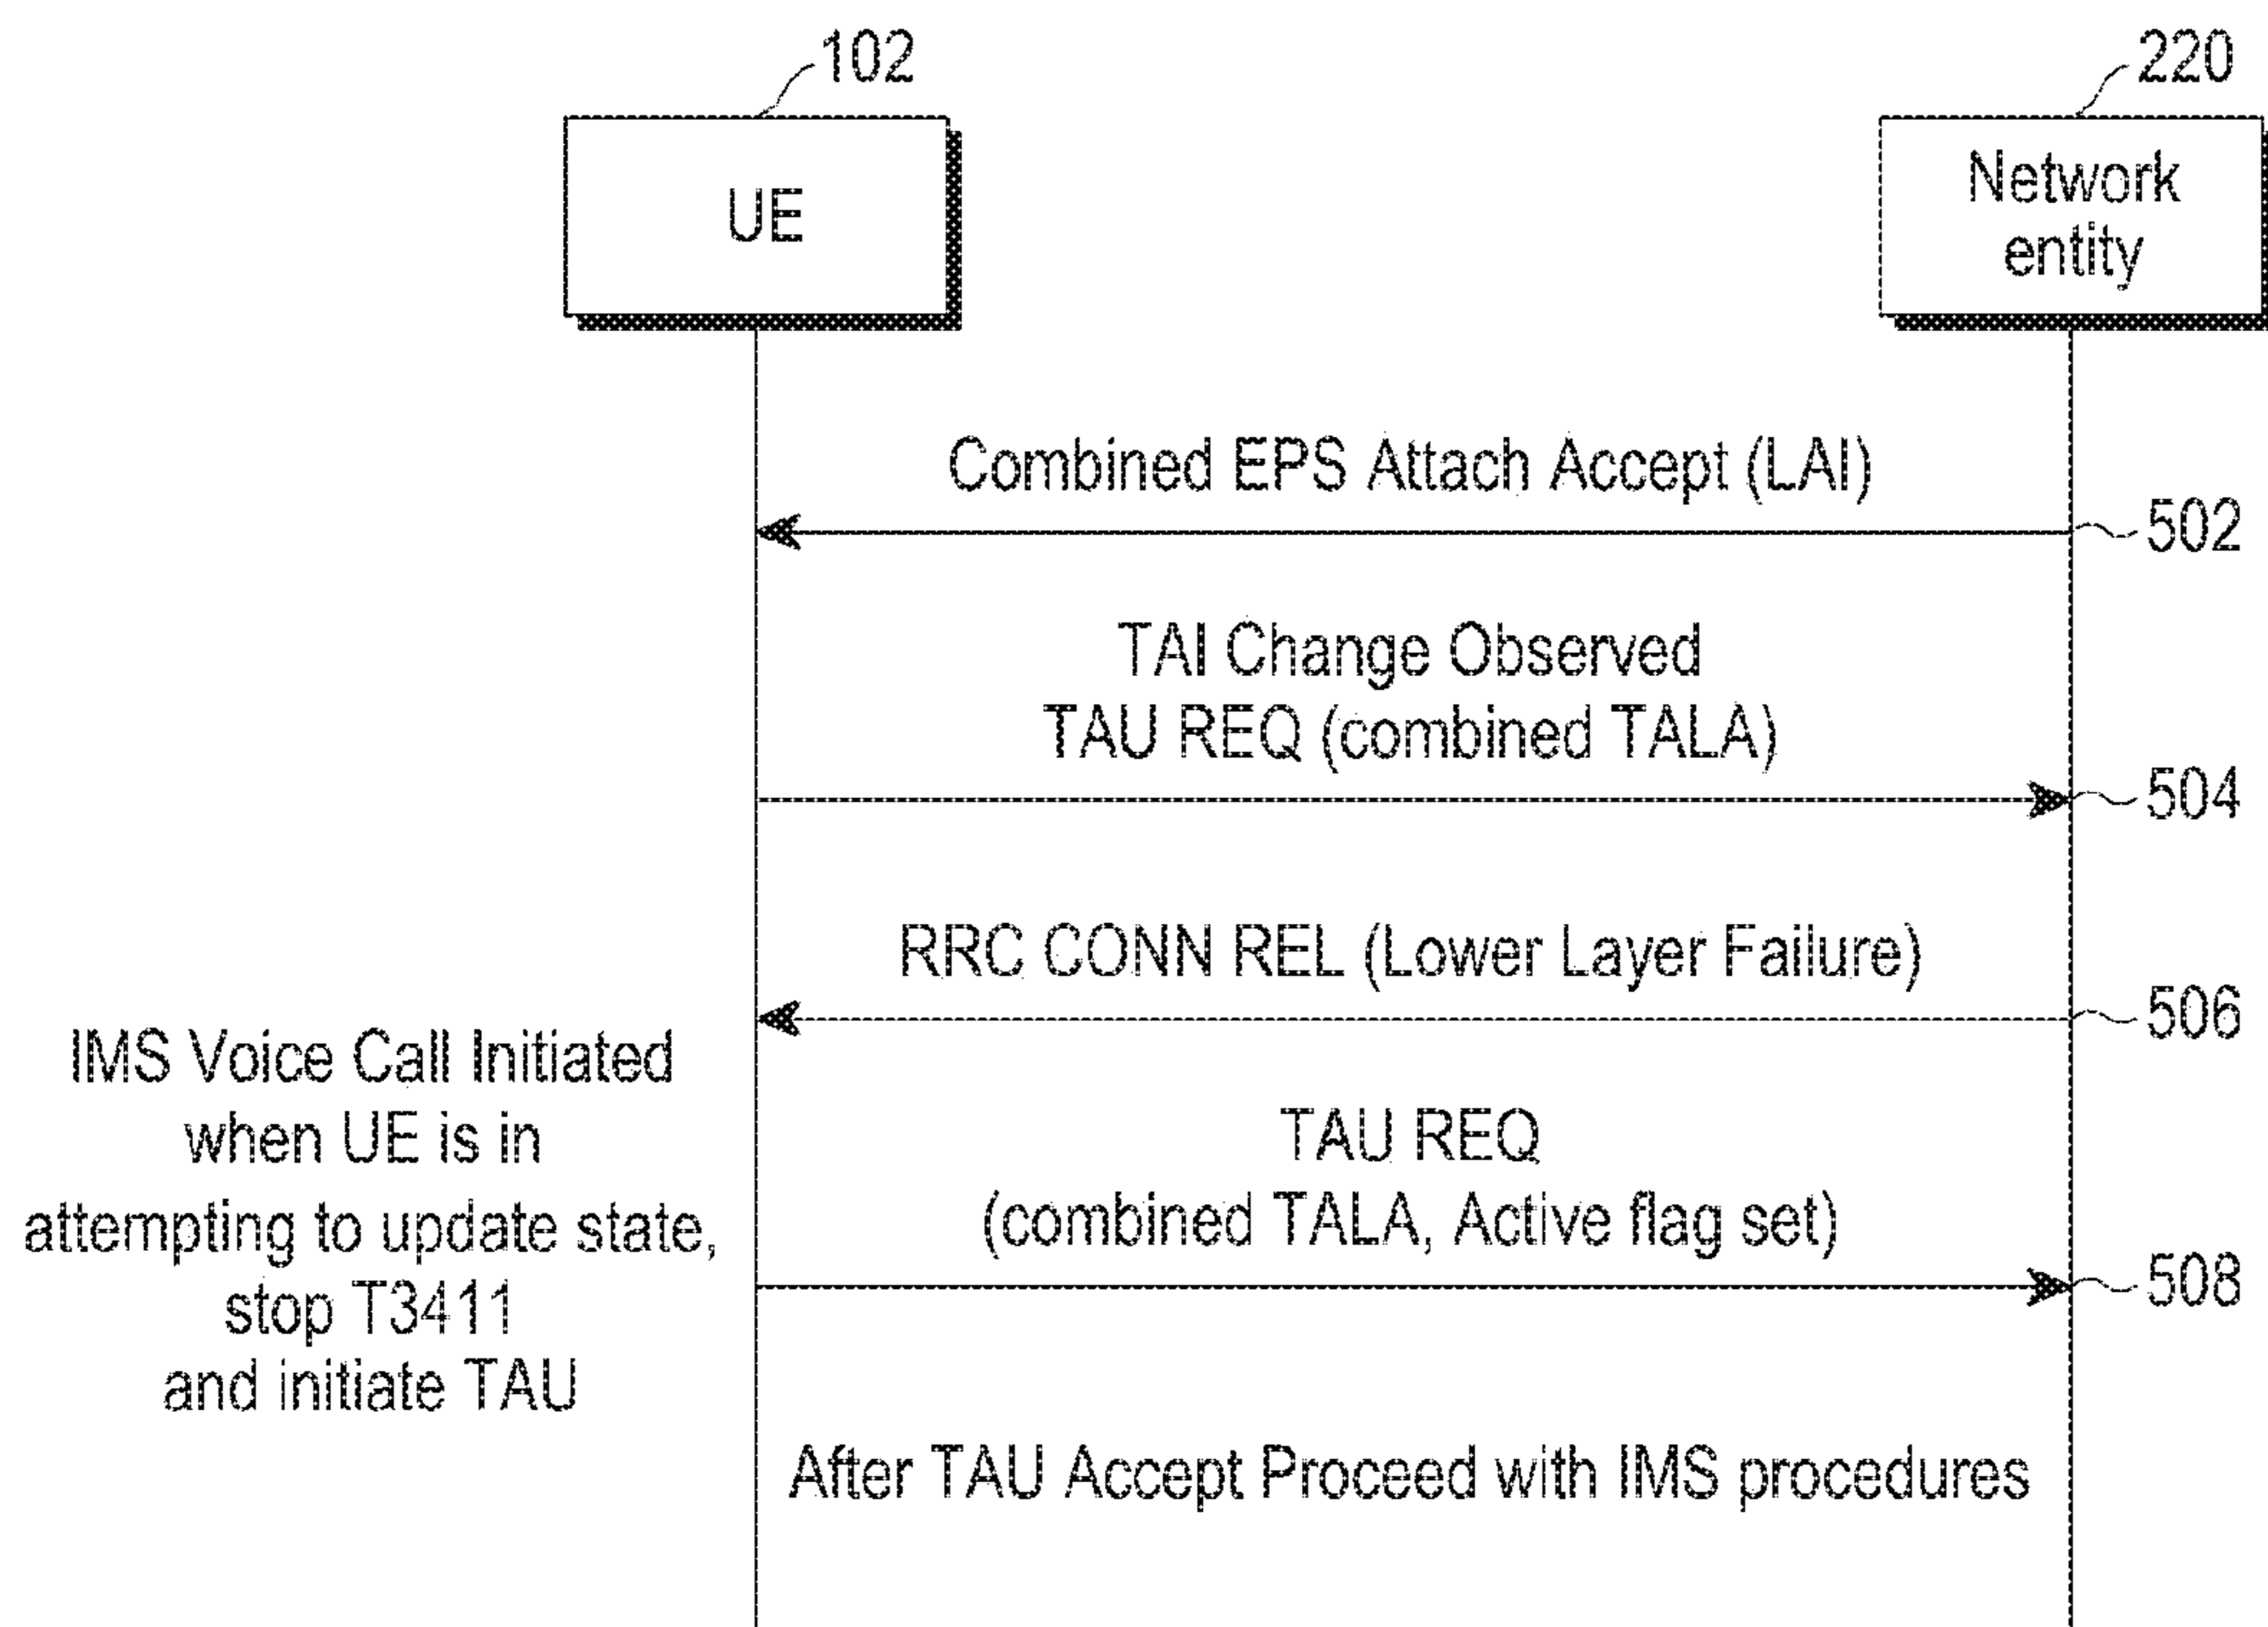 102
220
UE
Network
entity
Combined EPS Attach Accept (LAI)
502
TAI Change Observed
TAU REQ (combined TALA)
504
RRC CONN REL (Lower Layer Failure)
506
IMS Voice Call Initiated
when UE is in
attempting to update state,
stop T3411
and initiate TAU
TAU REQ
(combined TALA, Active flag set)
508
After TAU Accept Proceed with IMS procedures